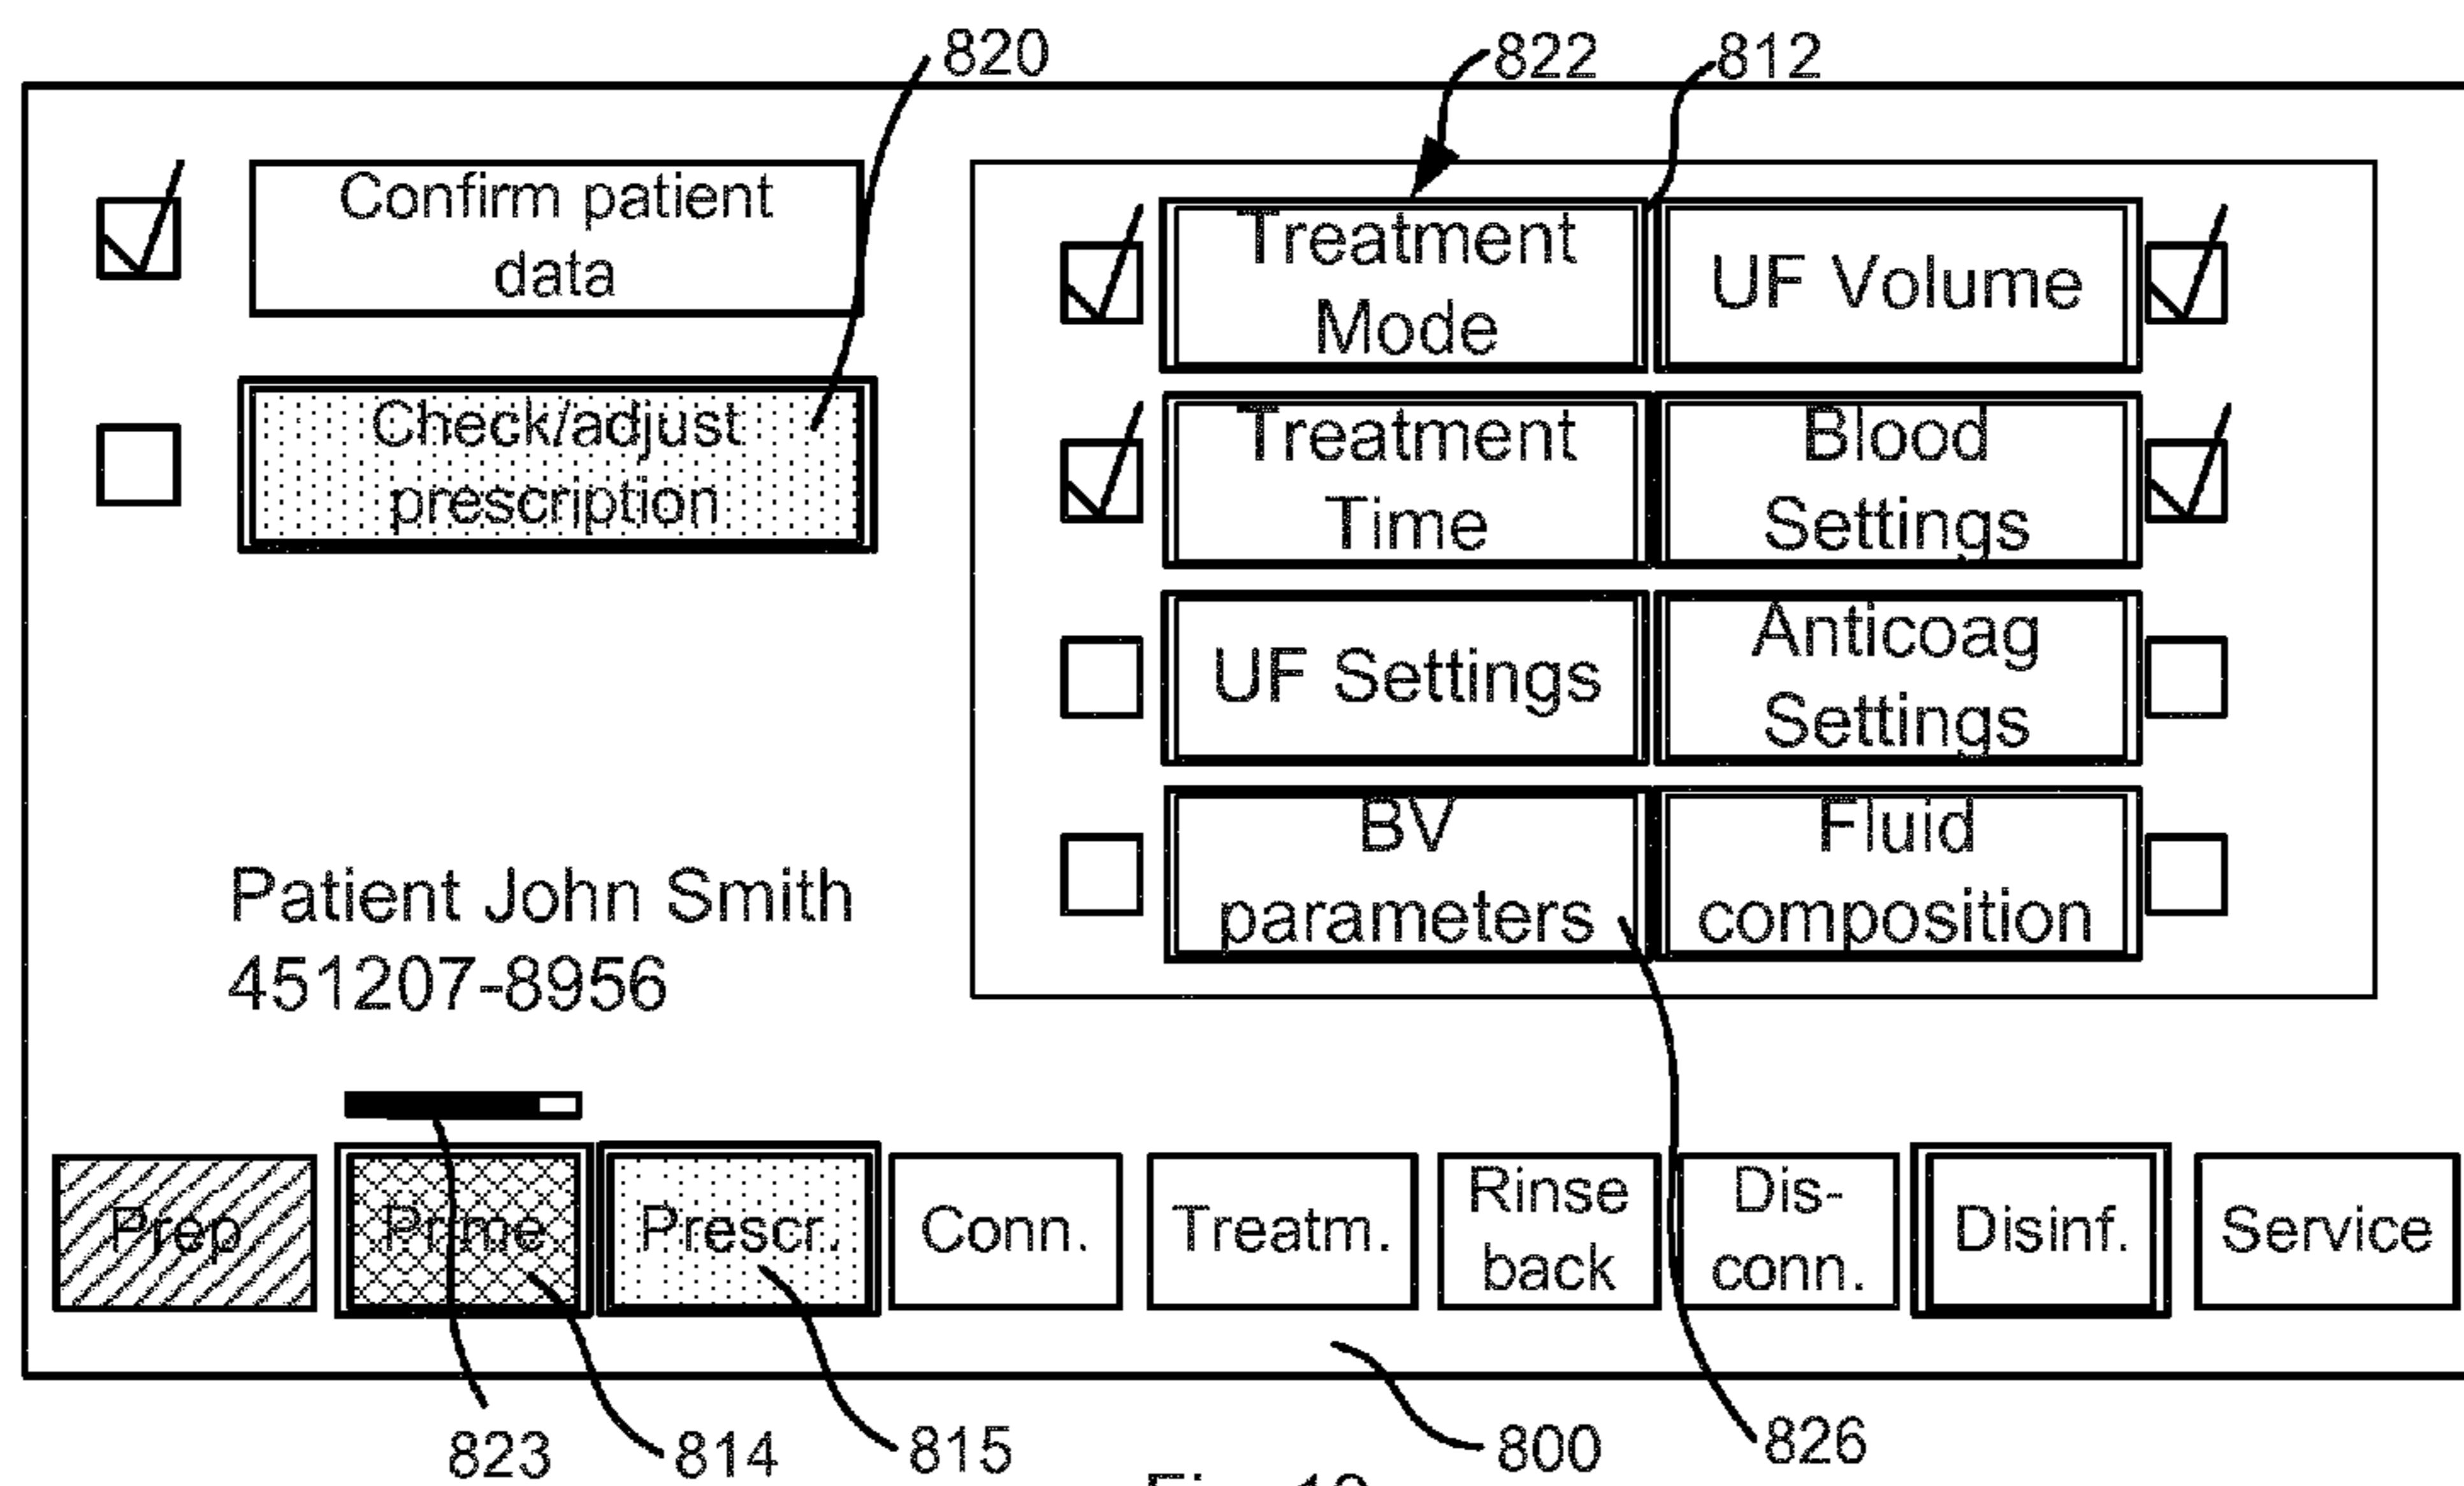 820
822
812
Confirm patient
data
Check/adjust
prescription
Treatment
Mode
UF Volume
Treatment
Time
Blood
Settings
UF Settings
Anticoag
Settings
BV
parameters
Fluid
composition
Patient John Smith
451207-8956
Prep
Prime
Prescr.
Conn.
Treatm.
Rinse
back
Dis-
conn.
Disinf.
Service
823
814
815
800
826